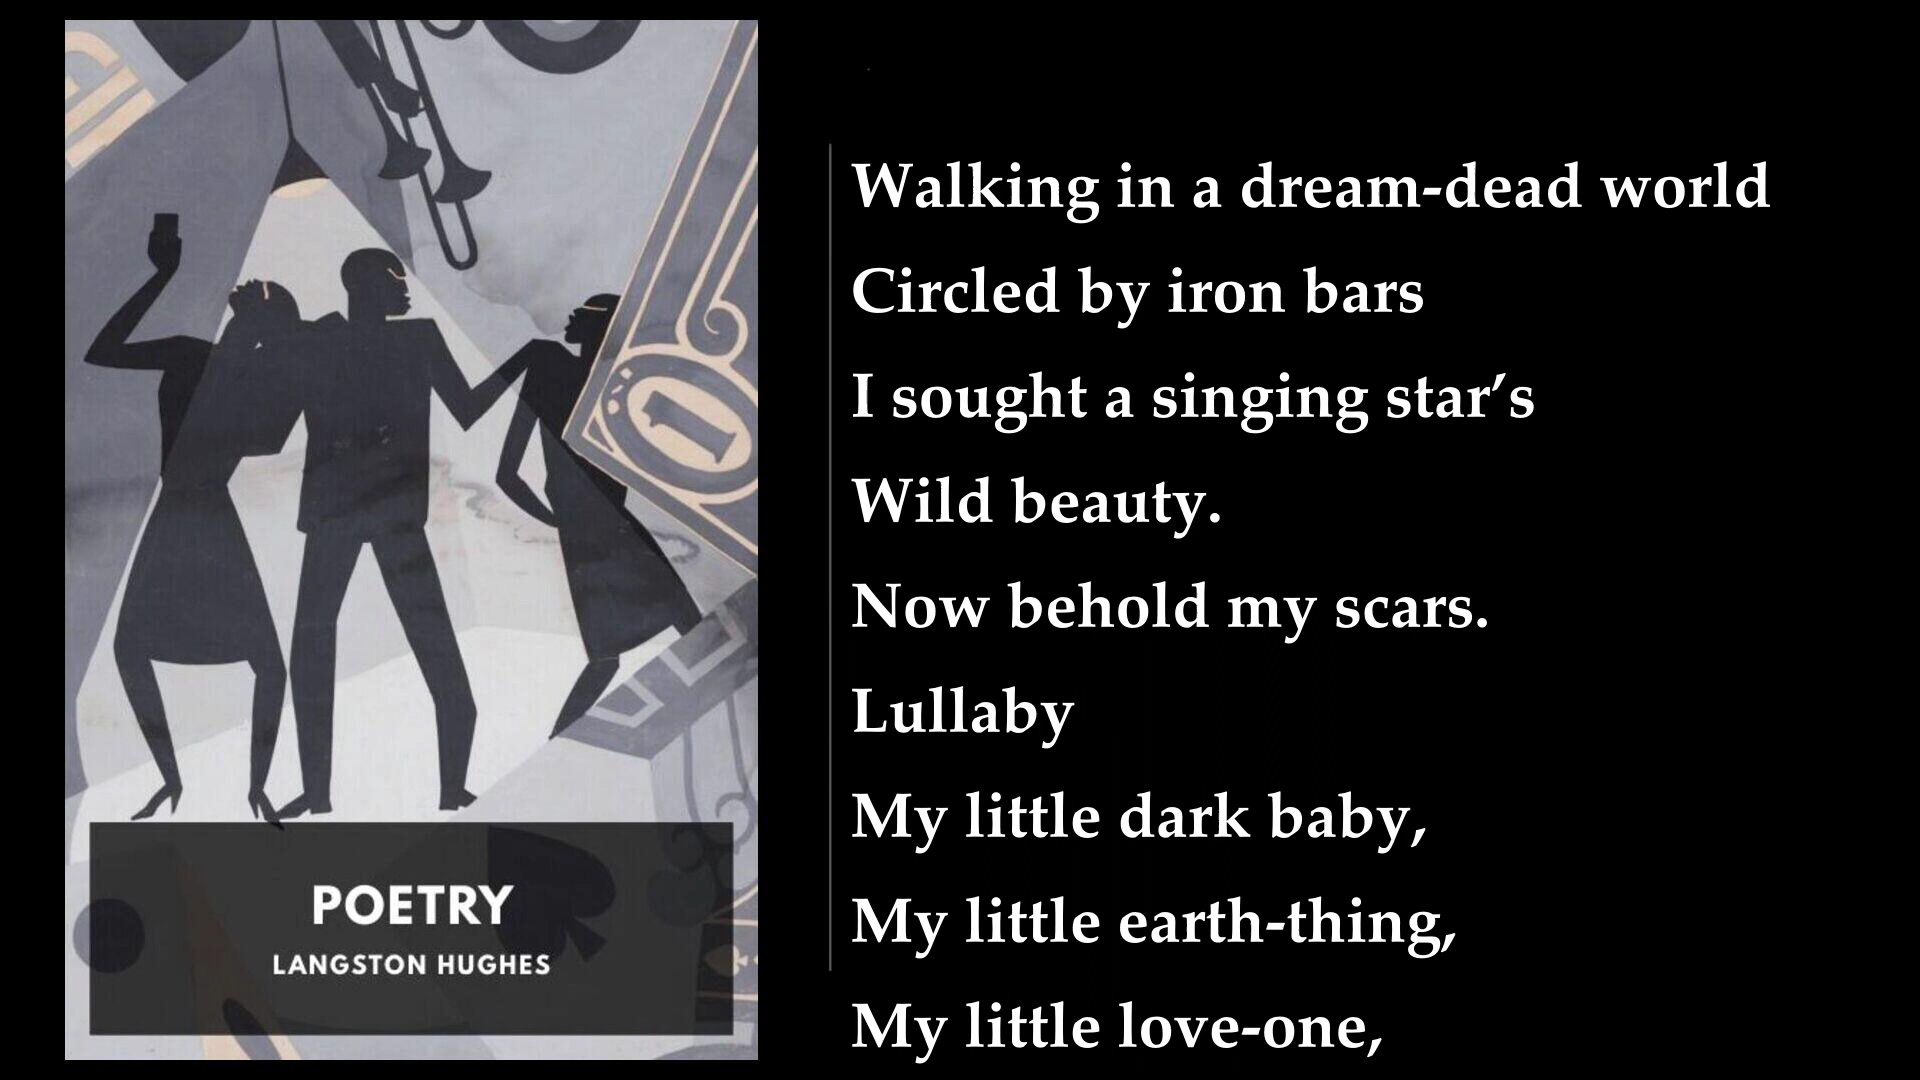 POETRY
LANGSTON HUGHES
Walking in a dream-dead world
Circled by iron bars
I sought a singing star’s
Wild beauty.
Now behold my scars.
Lullaby
My little dark baby,
My little earth-thing,
My little love-one,